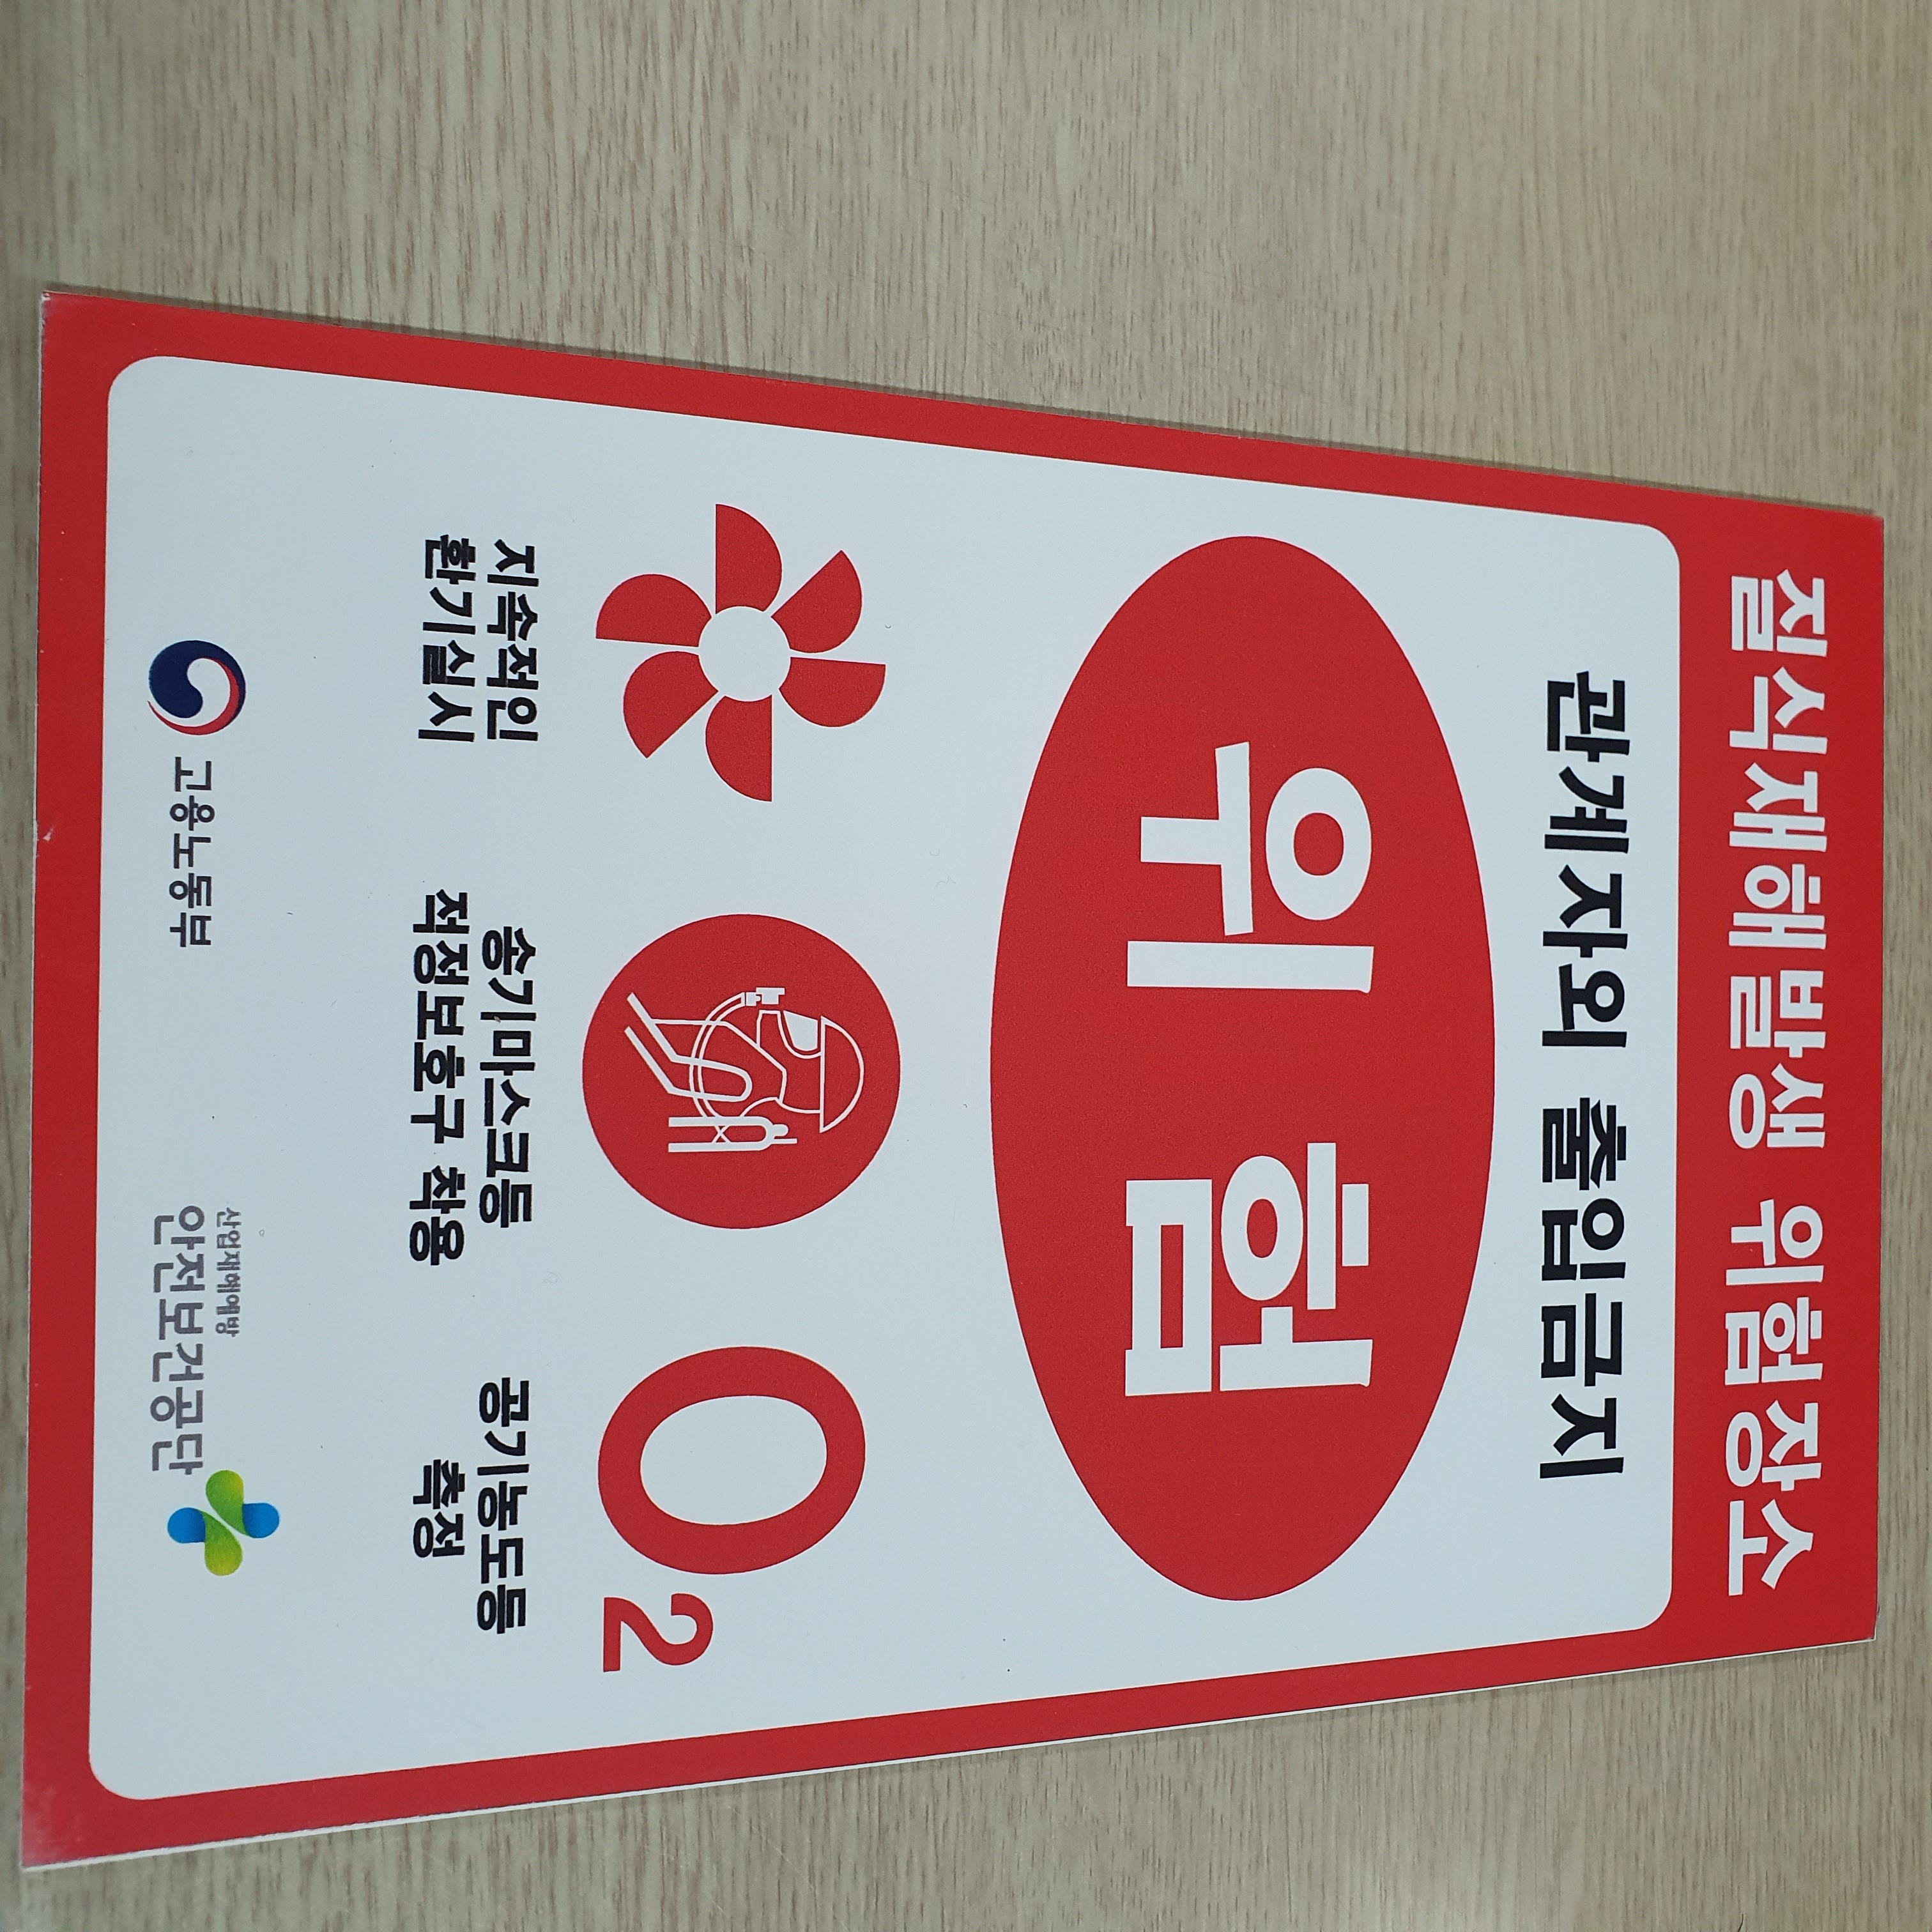 질식재해발생 위험장소
관계자외 출입금지
위 험
지속적인
환기실시
송기마스크등
적정보호구 착용
O2
공기농도등
측정
고용노동부
산업재해예방
안전보건공단